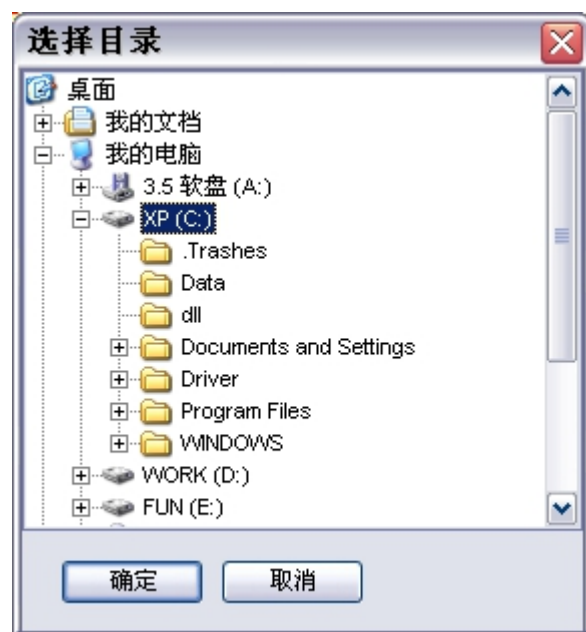 选择目录
桌面
我的文档
我的电脑
3.5 软盘 (A:)
XP (C:)
.Trashes
Data
dll
Documents and Settings
Driver
Program Files
WINDOWS
WORK (D:)
FUN (E:)
确定
取消